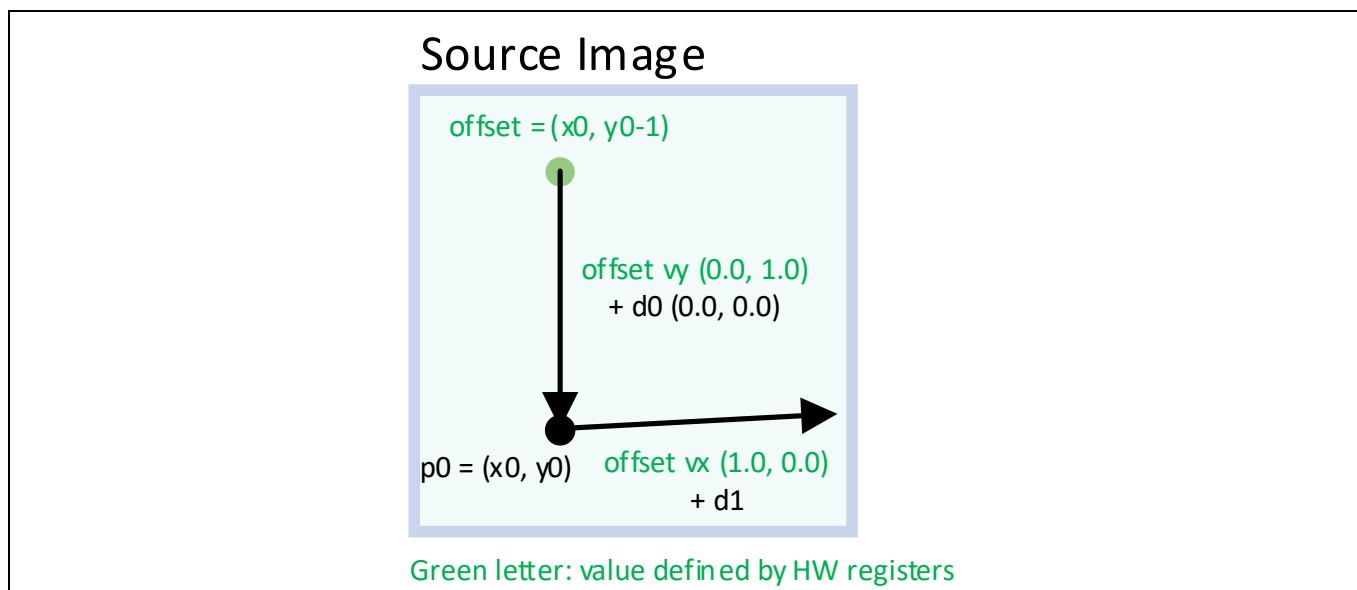 Source Image
offset = (x0, y0-1)
offset vy (0.0, 1.0)
+ d0 (0.0, 0.0)
p0 = (x0, y0)
offset vx (1.0, 0.0)
+ d1
Green letter: value defined by HW registers